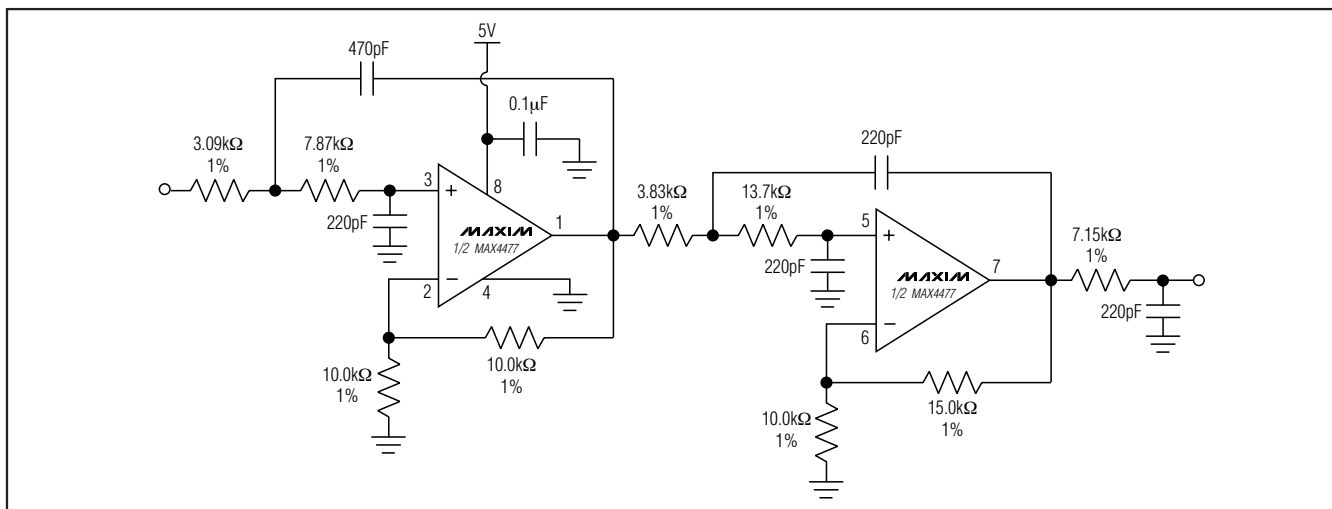 5V
470pF
0.1µF
3.09kΩ
1%
7.87kΩ
1%
3
8
+
220pF
MAXIM
1/2 MAX4477
1
−
2
4
10.0kΩ
1%
10.0kΩ
1%
220pF
3.83kΩ
1%
13.7kΩ
1%
5
+
220pF
MAXIM
1/2 MAX4477
7
−
6
7.15kΩ
1%
220pF
15.0kΩ
1%
10.0kΩ
1%